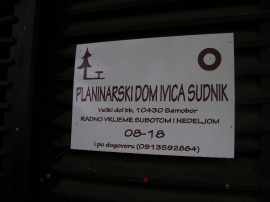 PLANINARSKI DOM IVICA SUDNIK
Veliki dol bb, 10430 Samobor
RADNO VRIJEME SUBOTOM I NEDELJOM
08-18
i po dogovoru (0913592884)